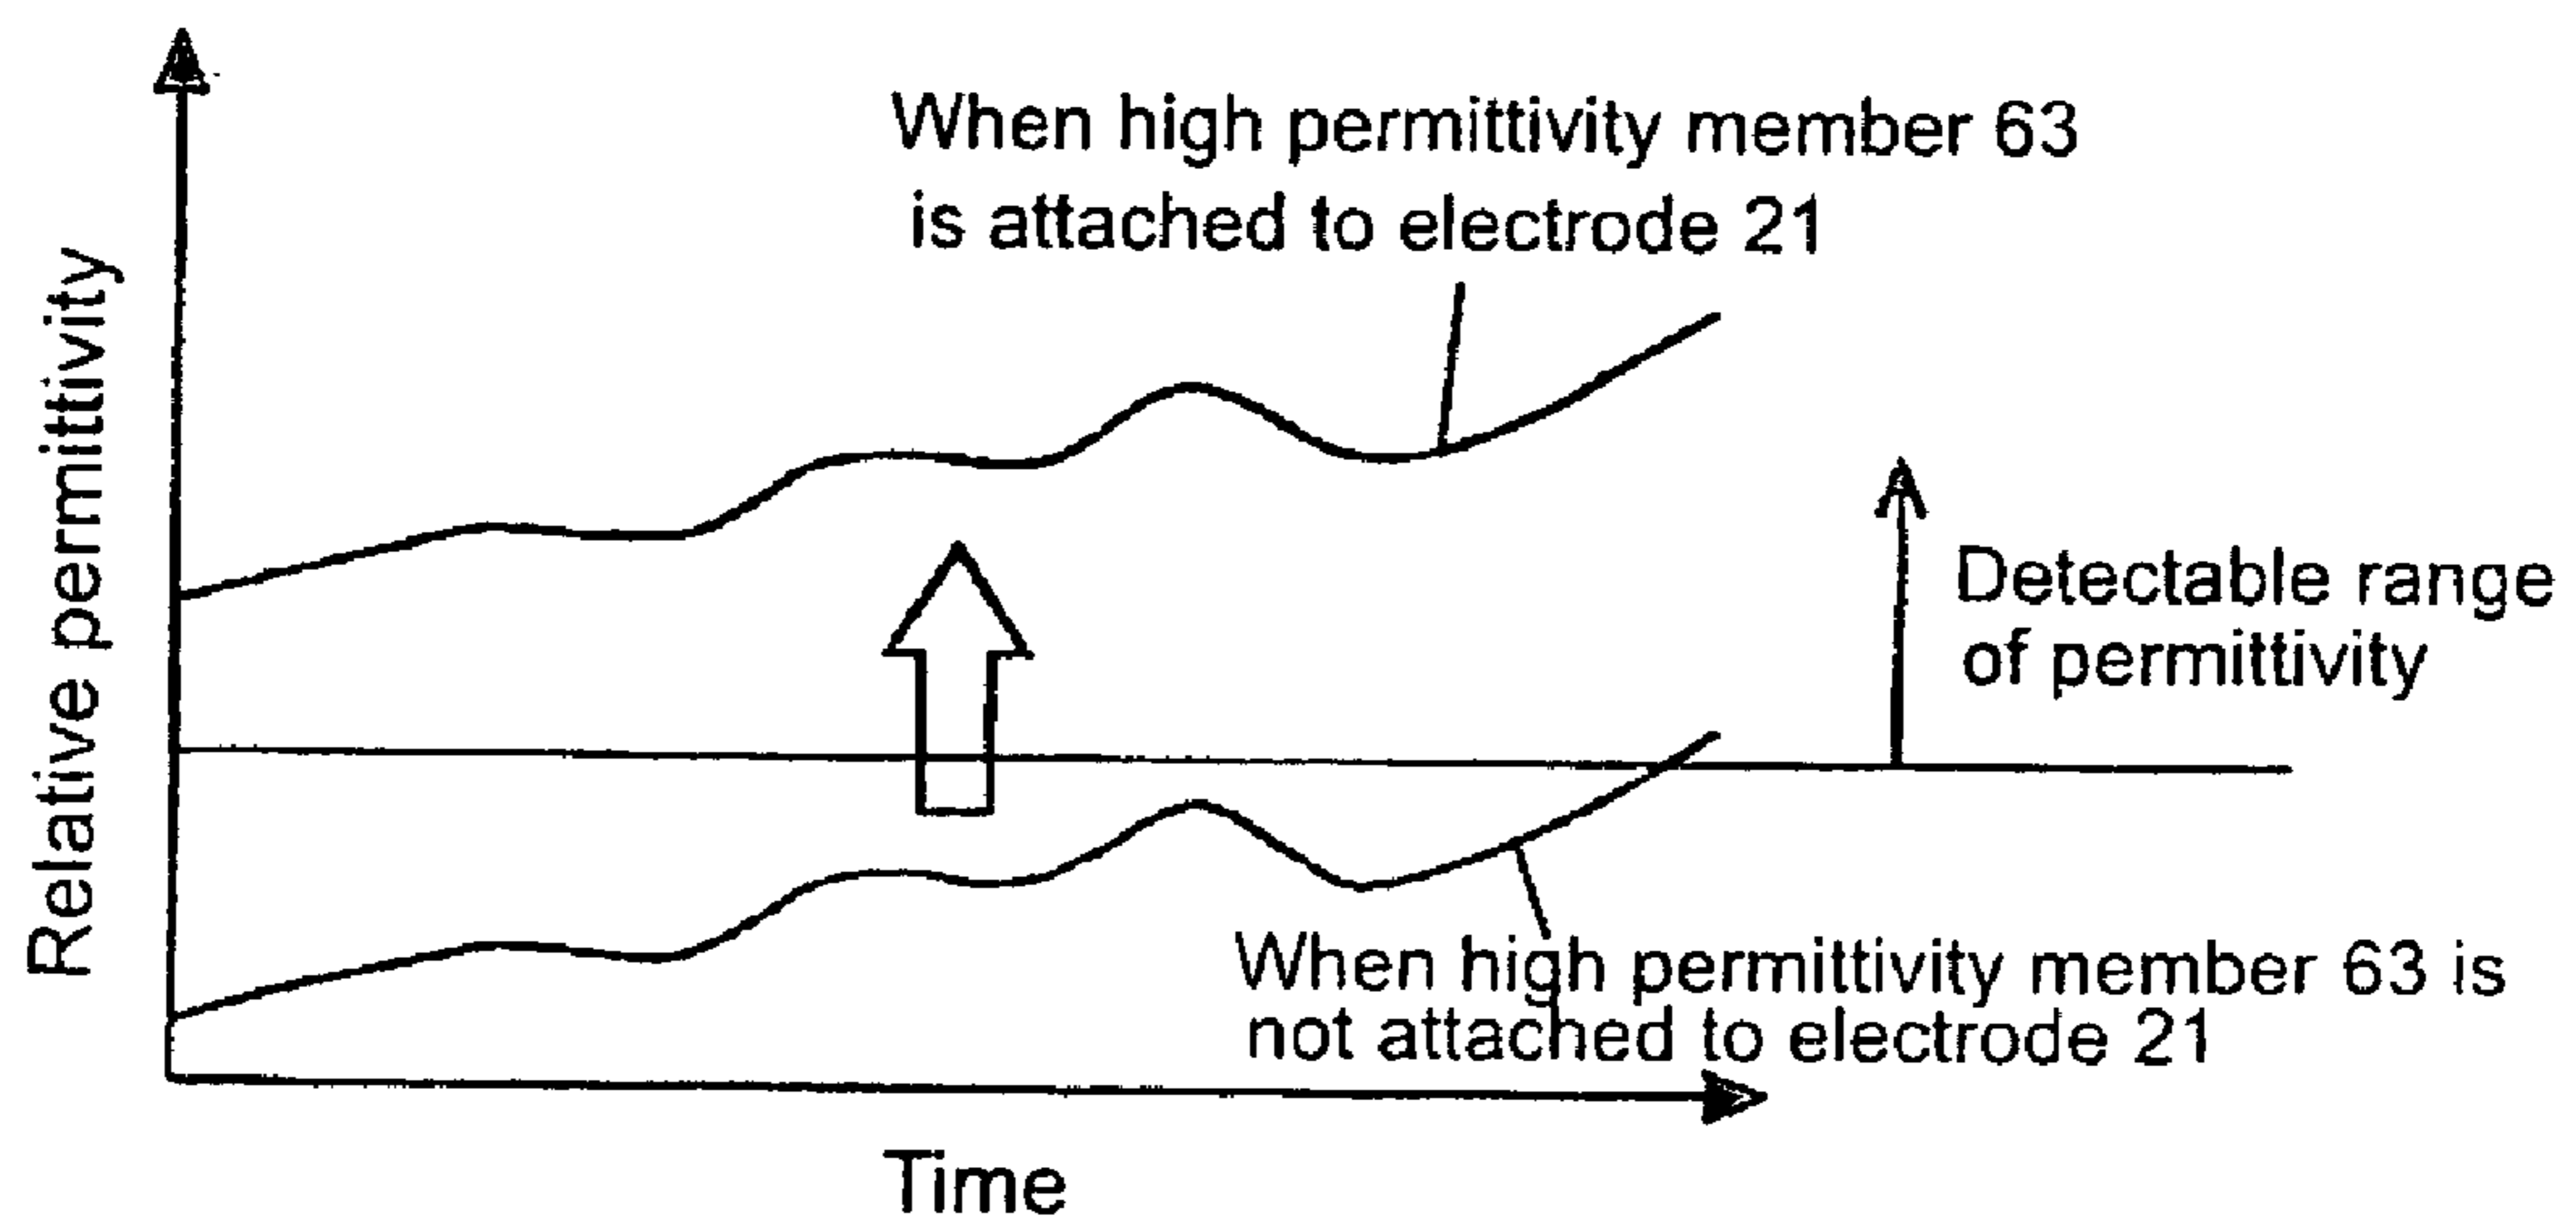 When high permittivity member 63
is attached to electrode 21
Relative permittivity
Detectable range
of permittivity
When high permittivity member 63 is
not attached to electrode 21
Time